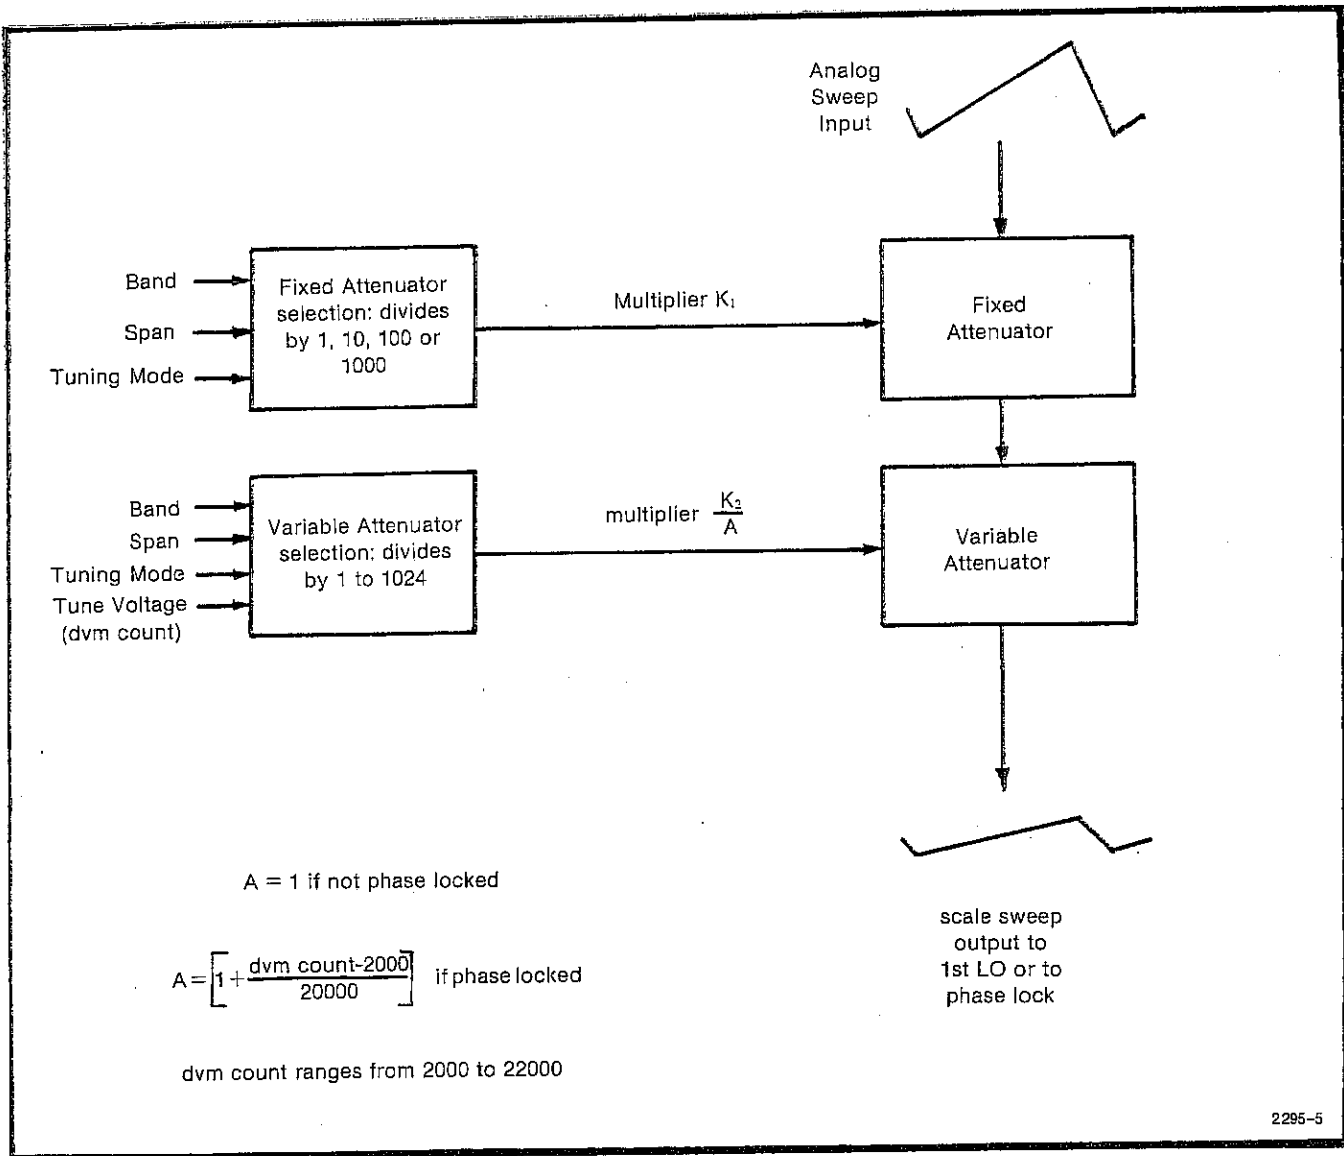 Analog
Sweep
Input
Band
Span
Tuning Mode
Fixed Attenuator
selection: divides
by 1, 10, 100 or
1000
Multiplier K₁
Fixed
Attenuator
Band
Span
Tuning Mode
Tune Voltage
(dvm count)
Variable Attenuator
selection: divides
by 1 to 1024
multiplier K₂/A
Variable
Attenuator
A = 1 if not phase locked
A = [1 + dvm count-2000/20000] if phase locked
dvm count ranges from 2000 to 22000
scale sweep
output to
1st LO or to
phase lock
2295-5